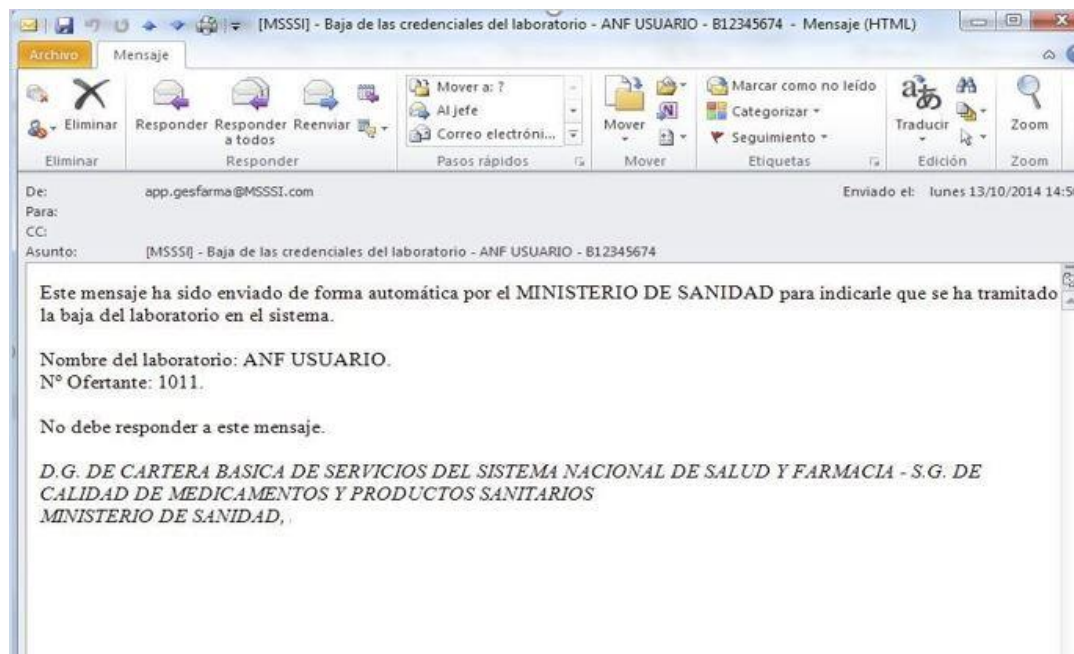 [MSSSI] - Baja de las credenciales del laboratorio - ANF USUARIO - B12345674 - Mensaje (HTML)
Archivo Mensaje
Eliminar
Responder Responder a todos Reenviar
Mover a: ?
Al jefe
Correo electróni...
Mover
Marcar como no leído
Categorizar
Seguimiento
Traducir
Zoom
Eliminar Responder Pasos rápidos Mover Etiquetas Edición Zoom
De: app.gesfarma@MSSSI.com Enviado el: lunes 13/10/2014 14:5
Para:
CC:
Asunto: [MSSSI] - Baja de las credenciales del laboratorio - ANF USUARIO - B12345674
Este mensaje ha sido enviado de forma automática por el MINISTERIO DE SANIDAD para indicarle que se ha tramitado
la baja del laboratorio en el sistema.
Nombre del laboratorio: ANF USUARIO.
Nº Ofertante: 1011.
No debe responder a este mensaje.
D.G. DE CARTERA BASICA DE SERVICIOS DEL SISTEMA NACIONAL DE SALUD Y FARMACIA - S.G. DE
CALIDAD DE MEDICAMENTOS Y PRODUCTOS SANITARIOS
MINISTERIO DE SANIDAD,